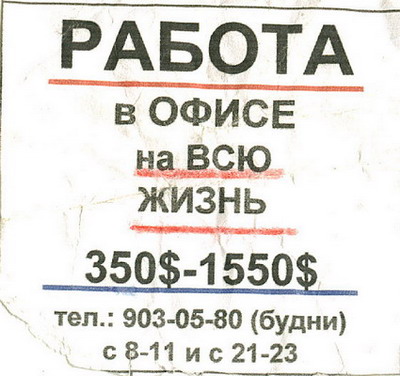 РАБОТА
в ОФИСЕ
на ВСЮ
ЖИЗНЬ
350$-1550$
тел.: 903-05-80 (будни)
с 8-11 и с 21-23